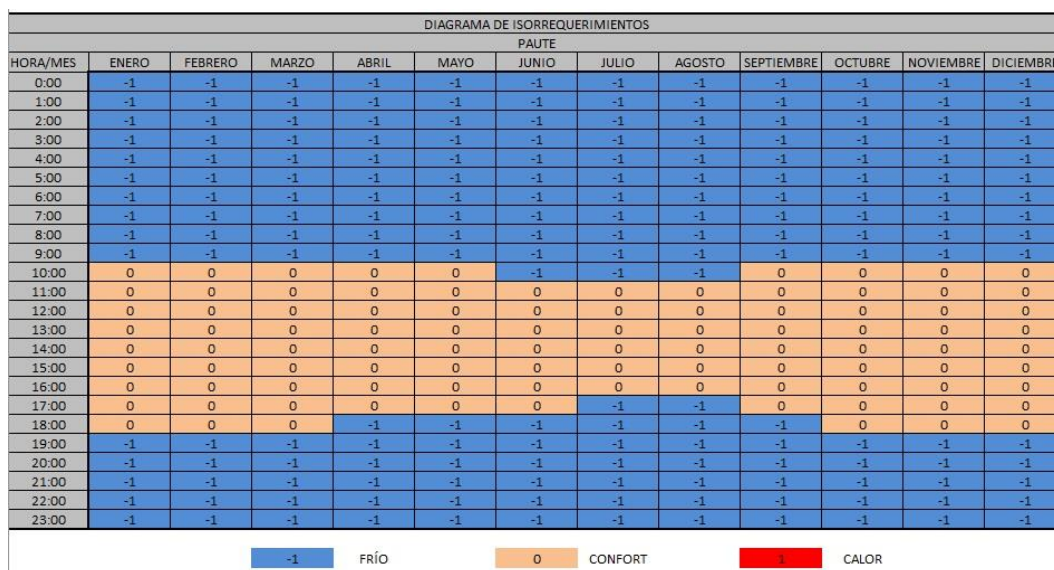 DIAGRAMA DE ISORREQUERIMIENTOS
PAUTE
HORA/MES ENERO FEBRERO MARZO ABRIL MAYO JUNIO JULIO AGOSTO SEPTIEMBRE OCTUBRE NOVIEMBRE DICIEMBRE
0:00 -1 -1 -1 -1 -1 -1 -1 -1 -1 -1 -1 -1
1:00 -1 -1 -1 -1 -1 -1 -1 -1 -1 -1 -1 -1
2:00 -1 -1 -1 -1 -1 -1 -1 -1 -1 -1 -1 -1
3:00 -1 -1 -1 -1 -1 -1 -1 -1 -1 -1 -1 -1
4:00 -1 -1 -1 -1 -1 -1 -1 -1 -1 -1 -1 -1
5:00 -1 -1 -1 -1 -1 -1 -1 -1 -1 -1 -1 -1
6:00 -1 -1 -1 -1 -1 -1 -1 -1 -1 -1 -1 -1
7:00 -1 -1 -1 -1 -1 -1 -1 -1 -1 -1 -1 -1
8:00 -1 -1 -1 -1 -1 -1 -1 -1 -1 -1 -1 -1
9:00 -1 -1 -1 -1 -1 -1 -1 -1 -1 -1 -1 -1
10:00 0 0 0 0 0 -1 -1 -1 0 0 0 0
11:00 0 0 0 0 0 0 0 0 0 0 0 0
12:00 0 0 0 0 0 0 0 0 0 0 0 0
13:00 0 0 0 0 0 0 0 0 0 0 0 0
14:00 0 0 0 0 0 0 0 0 0 0 0 0
15:00 0 0 0 0 0 0 0 0 0 0 0 0
16:00 0 0 0 0 0 0 0 0 0 0 0 0
17:00 0 0 0 0 0 0 -1 -1 0 0 0 0
18:00 0 0 0 -1 -1 -1 -1 -1 -1 0 0 0
19:00 -1 -1 -1 -1 -1 -1 -1 -1 -1 -1 -1 -1
20:00 -1 -1 -1 -1 -1 -1 -1 -1 -1 -1 -1 -1
21:00 -1 -1 -1 -1 -1 -1 -1 -1 -1 -1 -1 -1
22:00 -1 -1 -1 -1 -1 -1 -1 -1 -1 -1 -1 -1
23:00 -1 -1 -1 -1 -1 -1 -1 -1 -1 -1 -1 -1
-1 FRÍO 0 CONFORT 1 CALOR